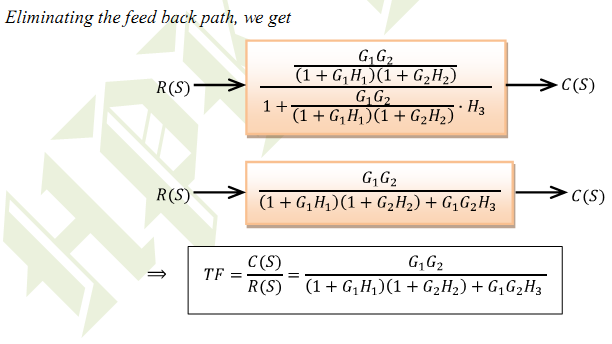 Eliminating the feed back path, we get
G₁G₂
(1 + G₁H₁)(1 + G₂H₂)
R(S) C(S)
1 + G₁G₂ / (1 + G₁H₁)(1 + G₂H₂) · H₃
G₁G₂
R(S) C(S)
(1 + G₁H₁)(1 + G₂H₂) + G₁G₂H₃
⇒ TF = C(S)/R(S) = G₁G₂ / (1 + G₁H₁)(1 + G₂H₂) + G₁G₂H₃